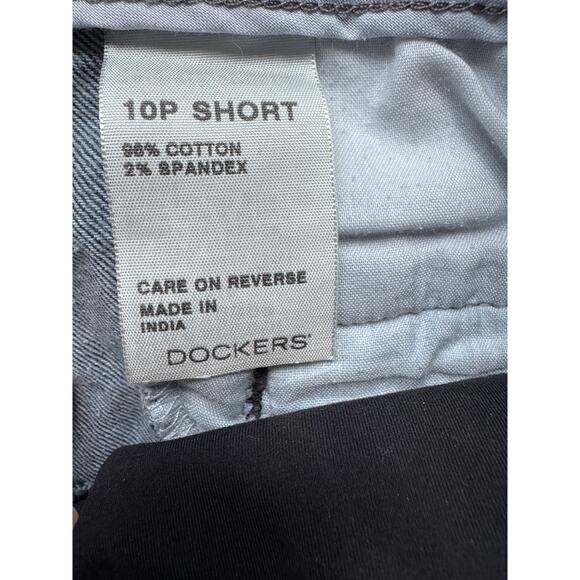 10P SHORT
98% COTTON
2% SPANDEX
CARE ON REVERSE
MADE IN
INDIA
DOCKERS®